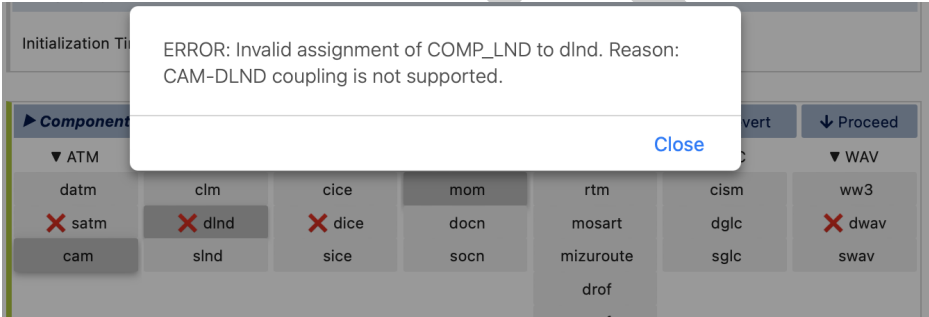 Initialization Ti
ERROR: Invalid assignment of COMP_LND to dlnd. Reason:
CAM-DLND coupling is not supported.
Close
▶ Component
vert
↓ Proceed
▼ ATM
▼ WAV
datm
clm
cice
mom
rtm
cism
ww3
❌ satm
❌ dlnd
❌ dice
docn
mosart
dglc
❌ dwav
cam
slnd
sice
socn
mizuroute
sglc
swav
drof